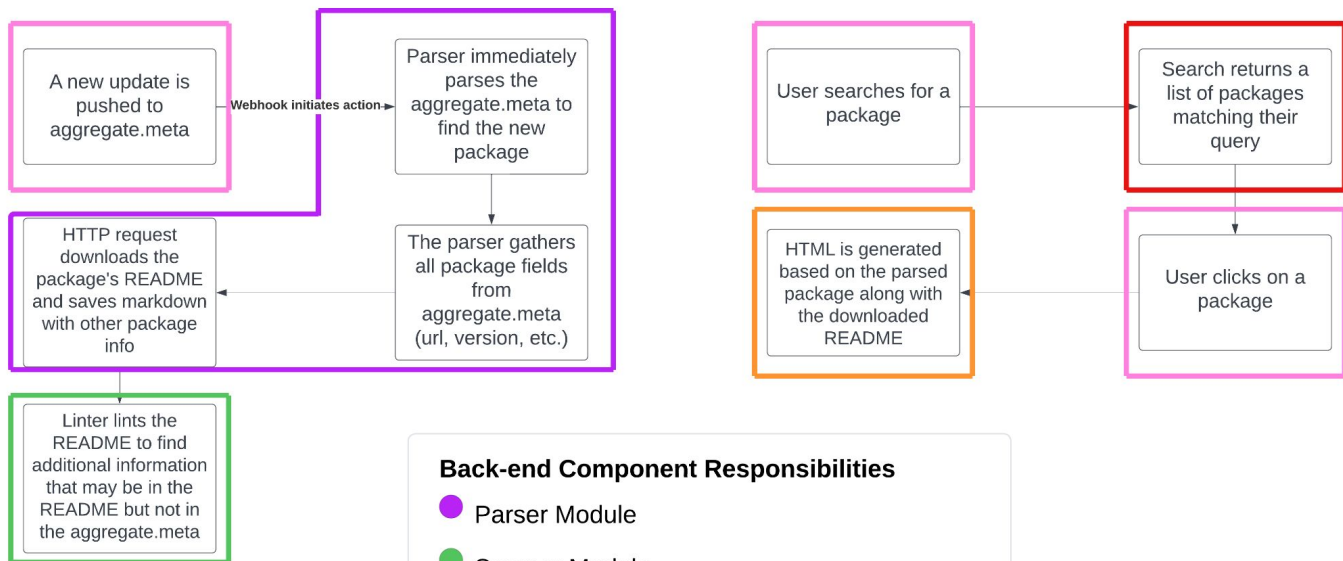 A new update is
pushed to
aggregate.meta
Webhook initiates action
Parser immediately
parses the
aggregate.meta to
find the new
package
The parser gathers
all package fields
from
aggregate.meta
(url, version, etc.)
HTTP request
downloads the
package's README
and saves markdown
with other package
info
Linter lints the
README to find
additional information
that may be in the
README but not in
the aggregate.meta
User searches for a
package
Search returns a
list of packages
matching their
query
User clicks on a
package
HTML is generated
based on the parsed
package along with
the downloaded
README
Back-end Component Responsibilities
Parser Module